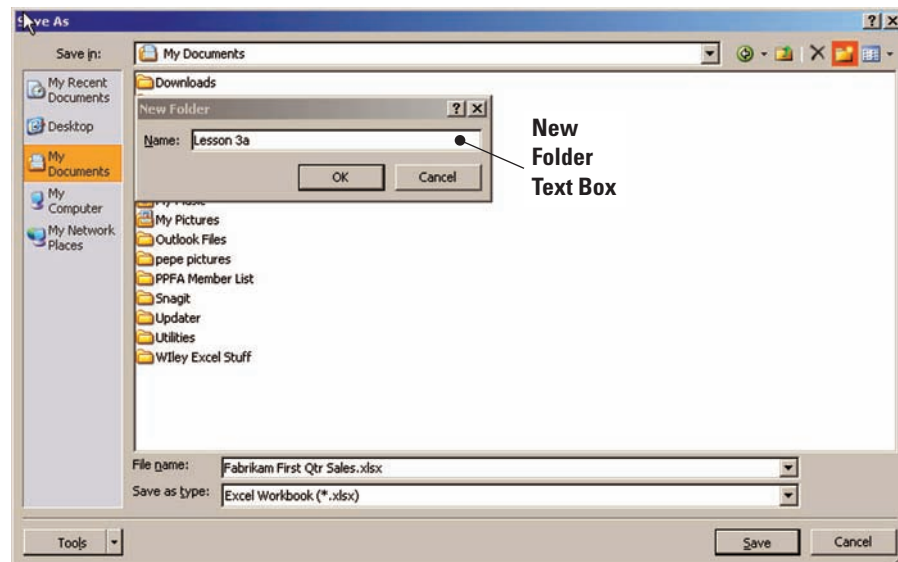 Save As
Save in:
My Documents
My Recent
Documents
Desktop
My
Documents
My
Computer
My Network
Places
Downloads
New Folder
Name: Lesson 3a
OK Cancel
New
Folder
Text Box
My Music
My Pictures
Outlook Files
pepe pictures
PPFA Member List
Snagit
Updater
Utilities
WIley Excel Stuff
File name: Fabrikam First Qtr Sales.xlsx
Save as type: Excel Workbook (*.xlsx)
Tools Save Cancel